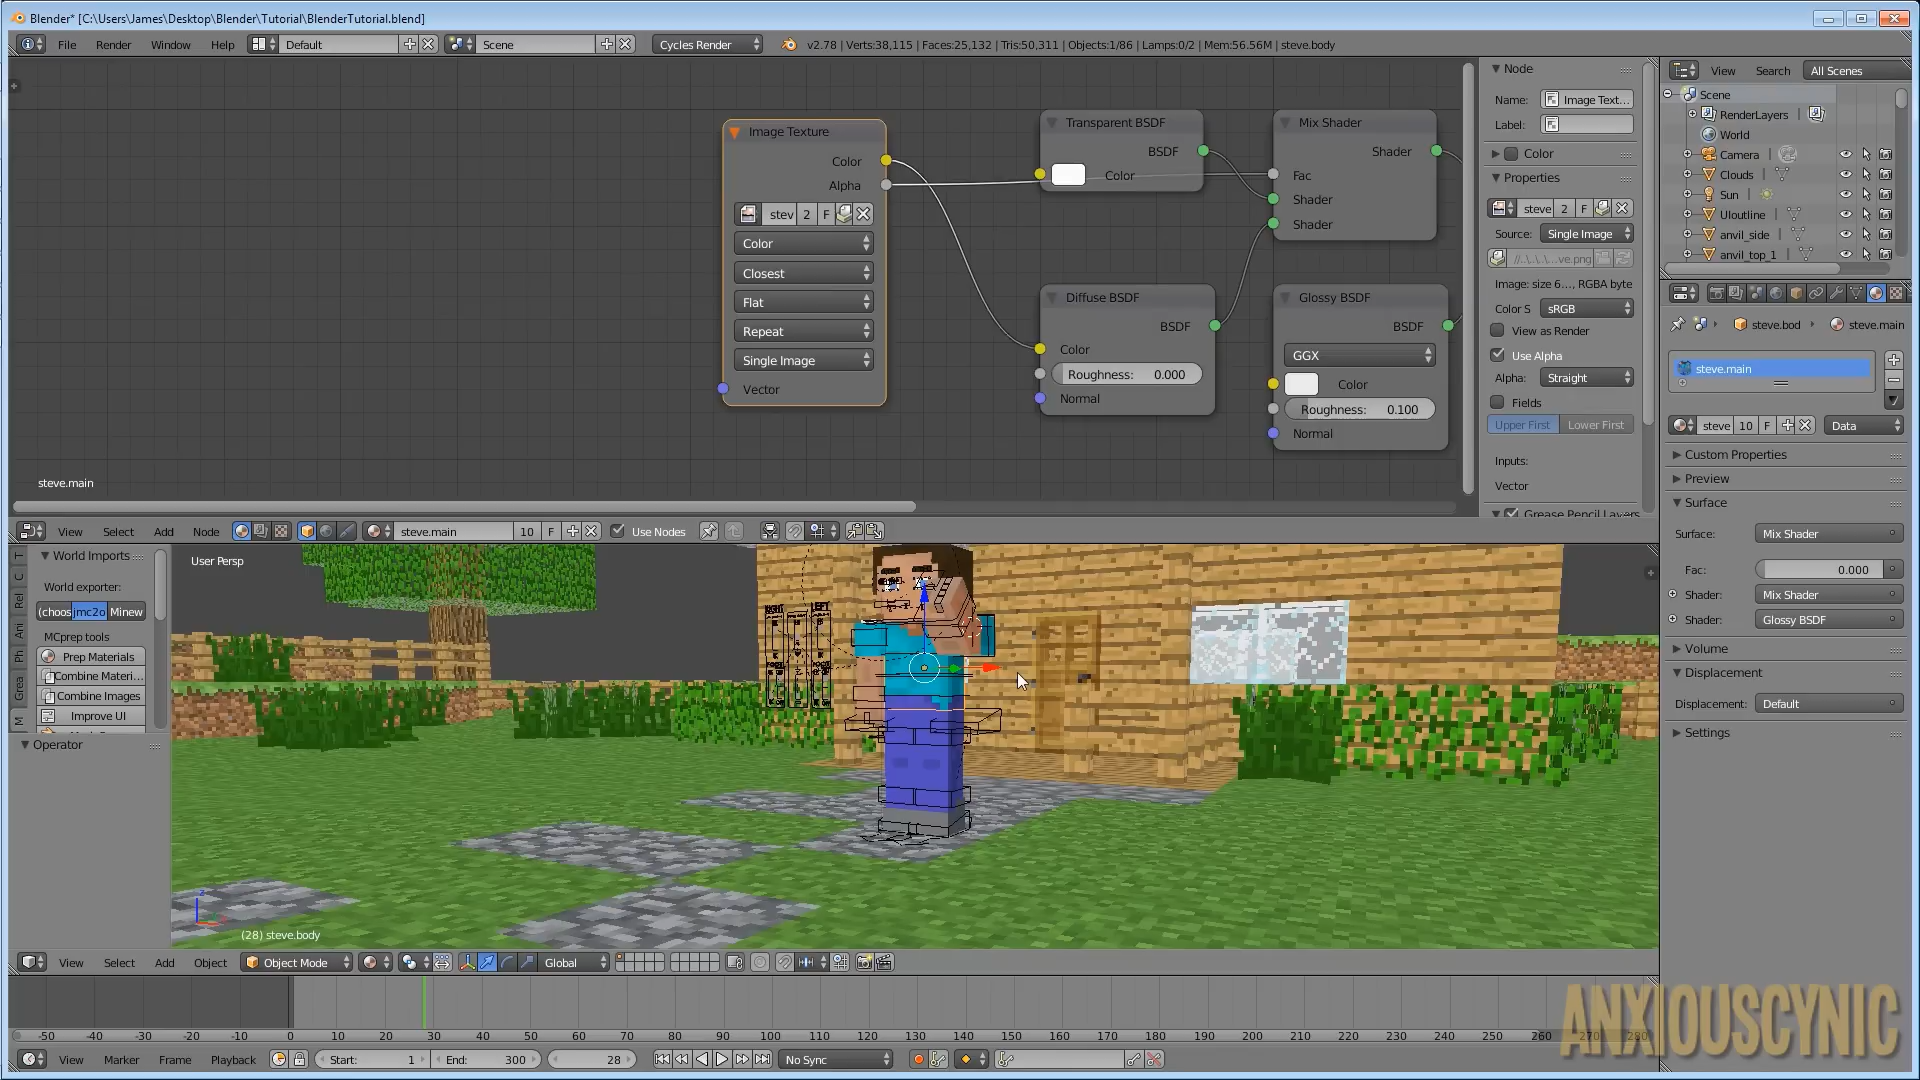 Blender* [C:\Users\James\Desktop\Blender\Tutorial\BlenderTutorial.blend]
File Render Window Help Default Scene Cycles Render v2.78 | Verts:38,115 | Faces:25,132 | Tris:50,311 | Objects:1/86 | Lamps:0/2 | Mem:56.56M | steve.body
Image Texture
Color
Alpha
stev 2 F
Color
Closest
Flat
Repeat
Single Image
Vector
Transparent BSDF
BSDF
Color
Mix Shader
Shader
Fac
Shader
Shader
Diffuse BSDF
BSDF
Color
Roughness: 0.000
Normal
Glossy BSDF
BSDF
GGX
Color
Roughness: 0.100
Normal
steve.main
Node
Name: Image Text...
Label:
Color
Properties
steve 2 F
Source: Single Image
//..\..\...ve.png
Image: size 6..., RGBA byte
Color S sRGB
View as Render
Use Alpha
Alpha: Straight
Fields
Upper First Lower First
Inputs:
Vector
Grease Pencil Layers
View Search All Scenes
Scene
RenderLayers
World
Camera
Clouds
Sun
UIoutline
anvil_side
anvil_top_1
steve.bod steve.main
steve.main
steve 10 F Data
Custom Properties
Preview
Surface
Surface: Mix Shader
Fac: 0.000
Shader: Mix Shader
Shader: Glossy BSDF
Volume
Displacement
Displacement: Default
Settings
View Select Add Node steve.main 10 F Use Nodes
T
C
Rel
Ani
Ph
Grea
M
World Imports
World exporter:
(choos jmc2o Minew
MCprep tools
Prep Materials
Combine Materi...
Combine Images
Improve UI
Operator
User Persp
RIGHT LEFT
z
(28) steve.body
View Select Add Object Object Mode Global
-50 -40 -30 -20 -10 0 10 20 30 40 50 60 70 80 90 100 110 120 130 140 150 160 170 180 190 200 210 220 230 240 250 260 270 280
View Marker Frame Playback Start: 1 End: 300 28 No Sync
ANXIOUSCYNIC